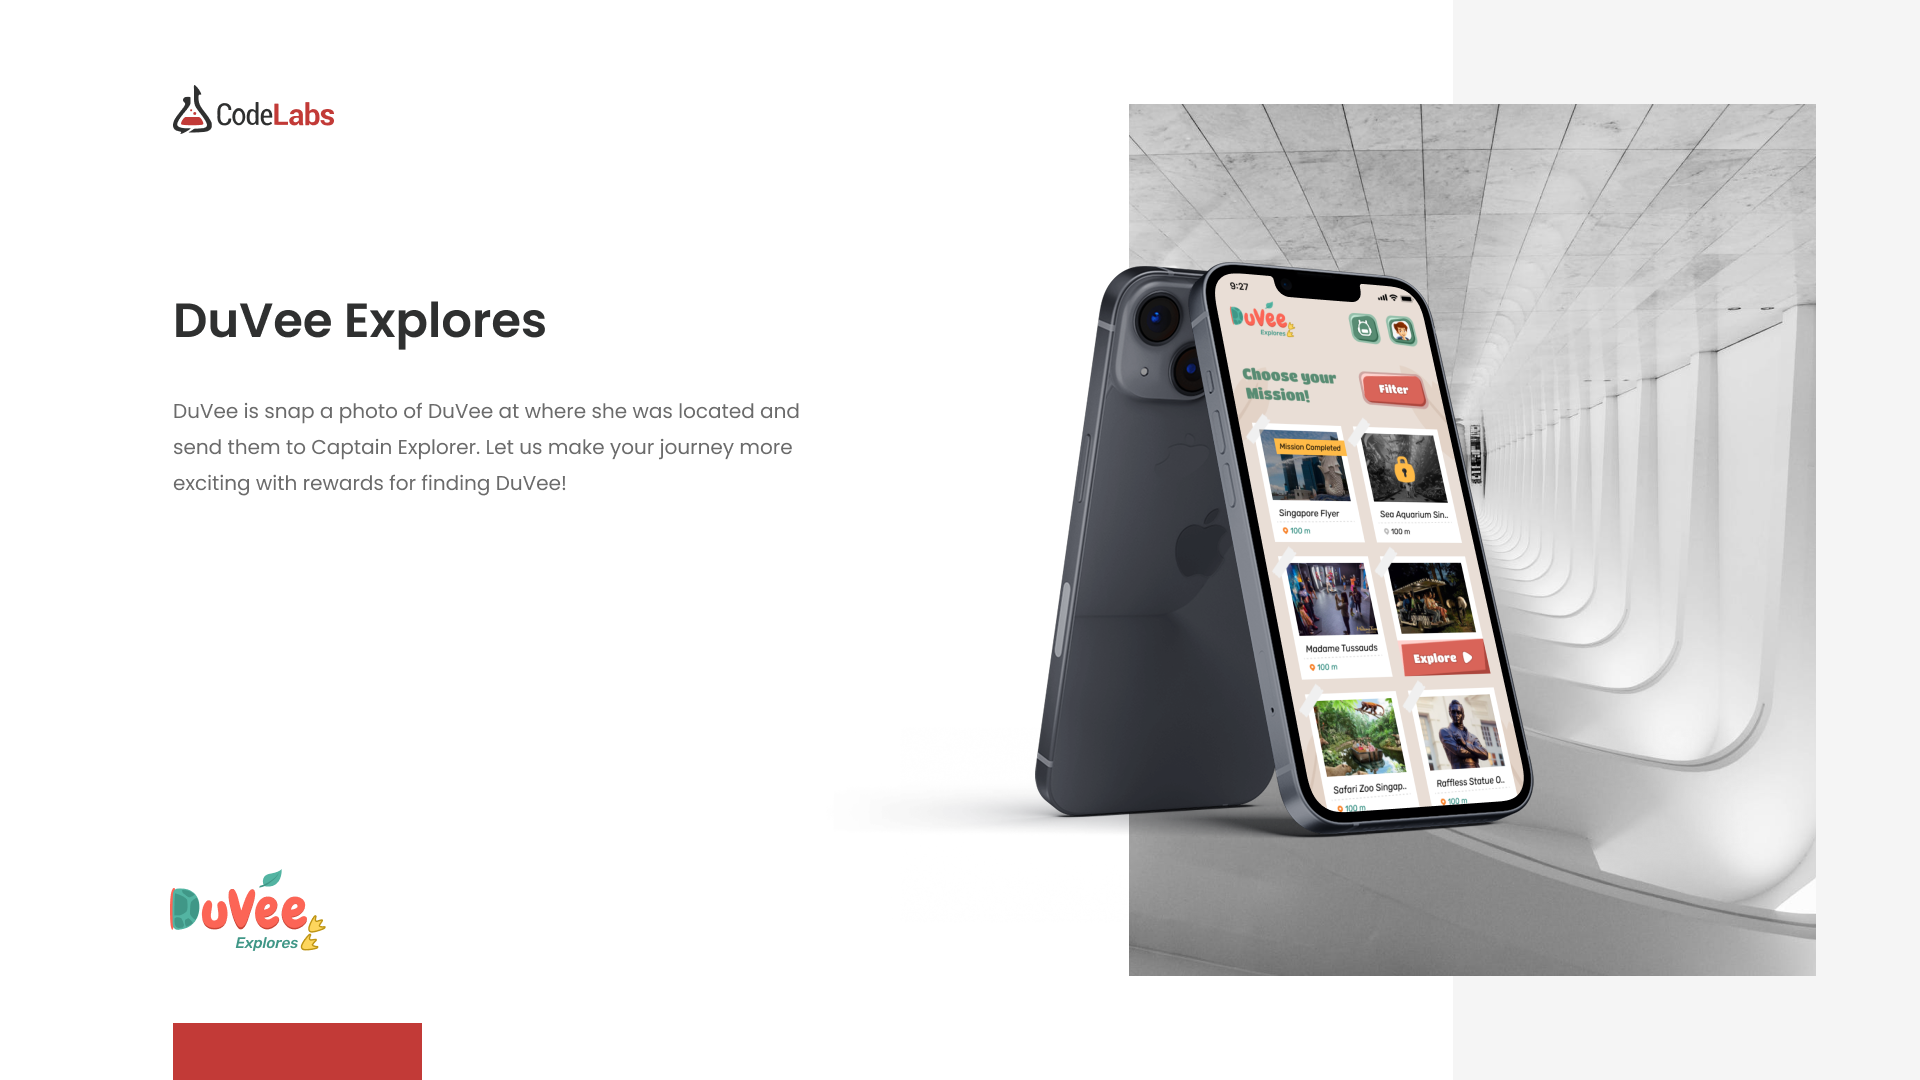 CodeLabs
DuVee Explores
DuVee is snap a photo of DuVee at where she was located and
send them to Captain Explorer. Let us make your journey more
exciting with rewards for finding DuVee!
DuVee
Explores
9:27
DuVee
Explores
Choose your
Mission!
Filter
Mission Completed
Singapore Flyer
100 m
Sea Aquarium Sin..
100 m
Madame Tussauds
100 m
Explore
Safari Zoo Singap..
100 m
Raffless Statue O..
100 m